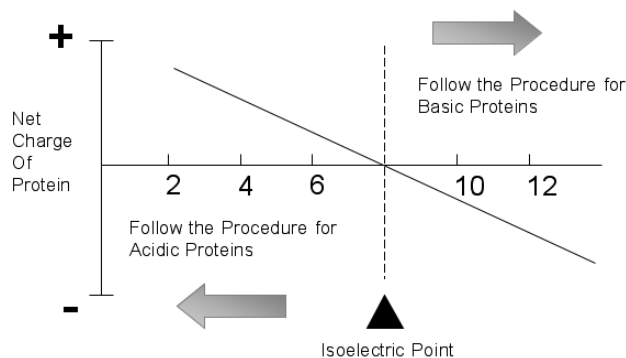 +
Follow the Procedure for
Basic Proteins
Net
Charge
Of
Protein
2 4 6 10 12
Follow the Procedure for
Acidic Proteins
-
Isoelectric Point